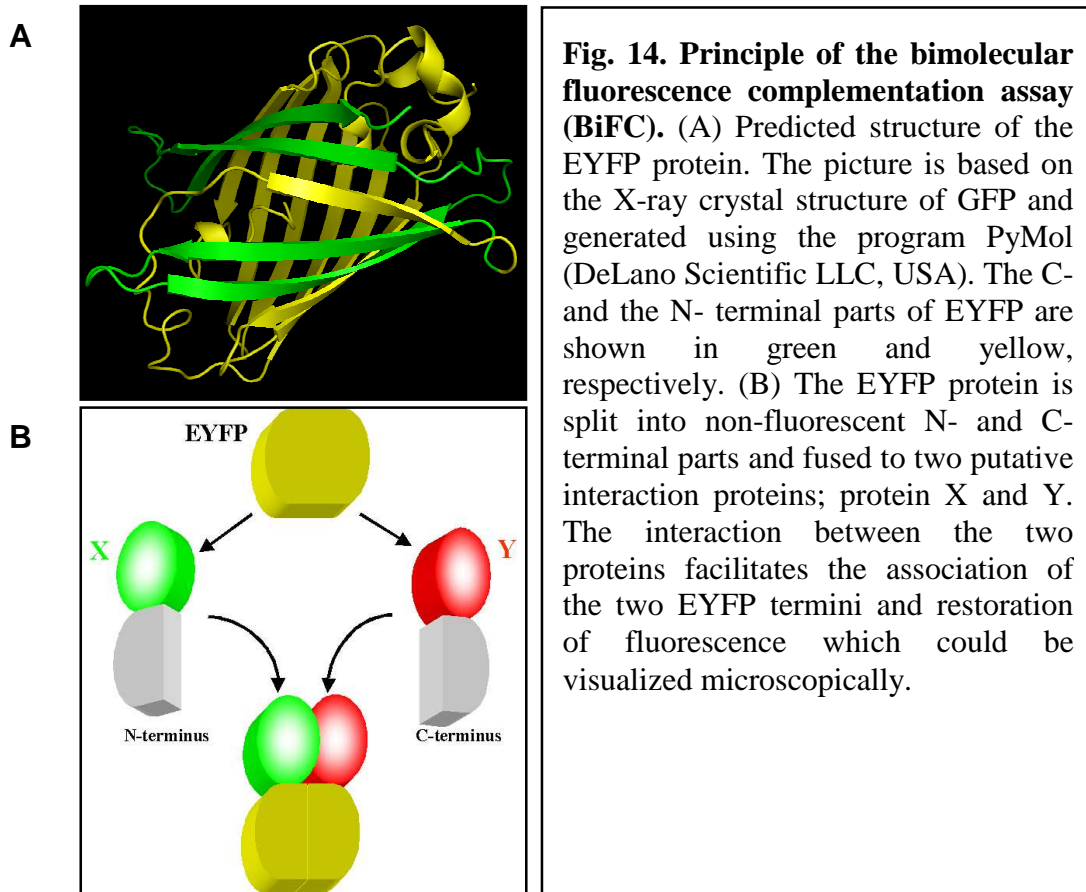 A
B
EYFP
X
Y
N-terminus
C-terminus
Fig. 14. Principle of the bimolecular
fluorescence complementation assay
(BiFC). (A) Predicted structure of the
EYFP protein. The picture is based on
the X-ray crystal structure of GFP and
generated using the program PyMol
(DeLano Scientific LLC, USA). The C-
and the N- terminal parts of EYFP are
shown in green and yellow,
respectively. (B) The EYFP protein is
split into non-fluorescent N- and C-
terminal parts and fused to two putative
interaction proteins; protein X and Y.
The interaction between the two
proteins facilitates the association of
the two EYFP termini and restoration
of fluorescence which could be
visualized microscopically.